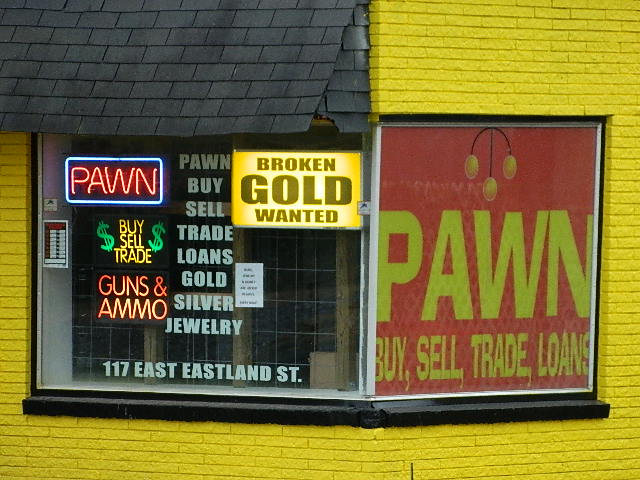 PAWN
BUY
SELL
TRADE
GUNS &
AMMO
PAWN
BUY
SELL
TRADE
LOANS
GOLD
SILVER
JEWELRY
117 EAST EASTLAND ST.
BROKEN
GOLD
WANTED
PAWN
BUY, SELL, TRADE, LOANS